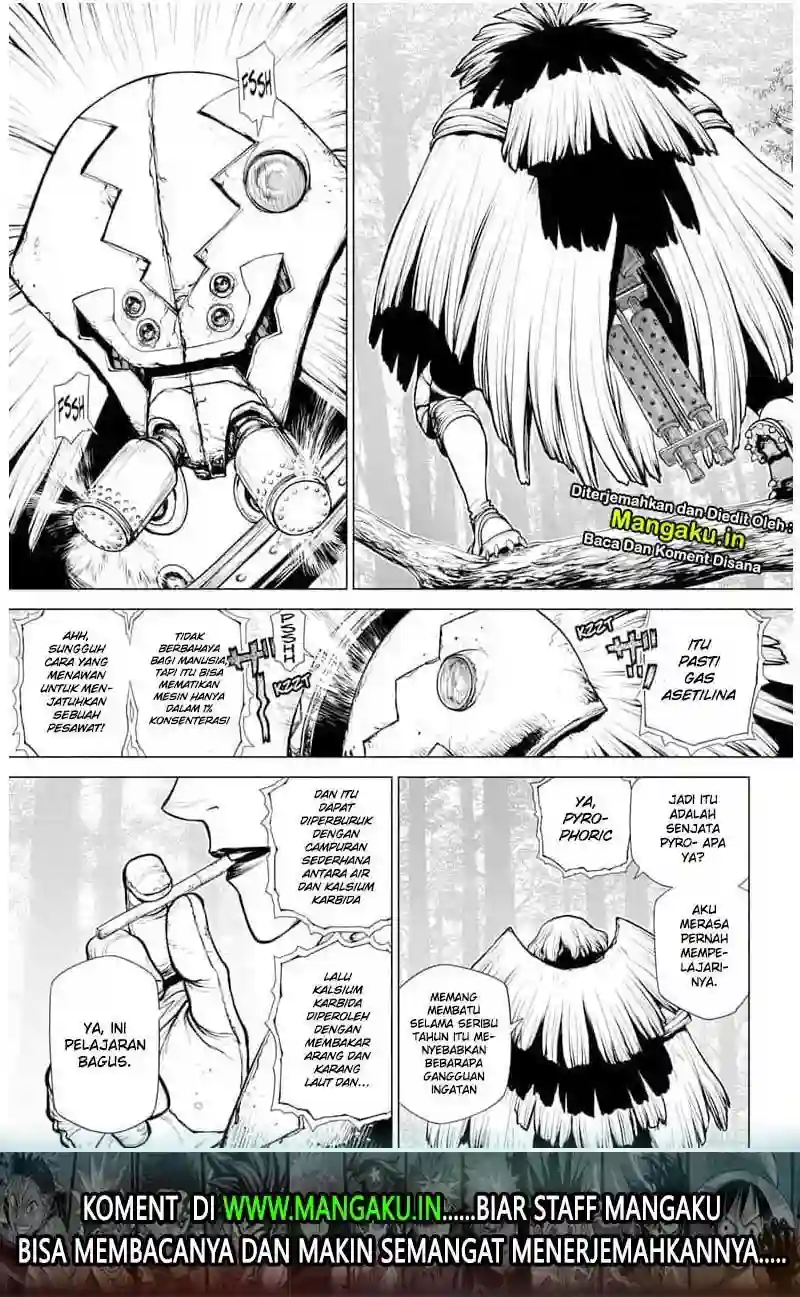 FSSH
FSSH
Diterjemahkan dan Diedit Oleh :
Mangaku.in
Baca Dan Koment Disana
ITU
PASTI
GAS
ASETILINA
KZZT
PSSHH
KZZT
TIDAK
BERBAHAYA
BAGI MANUSIA,
TAPI ITU BISA
MEMATIKAN
MESIN HANYA
DALAM 1%
KONSENTERASI
AHH,
SUNGGUH
CARA YANG
MENAWAN
UNTUK MEN-
JATUHKAN
SEBUAH
PESAWAT!
JADI ITU
ADALAH
SENJATA
PYRO- APA
YA?
YA,
PYRO-
PHORIC
AKU
MERASA
PERNAH
MEMPE-
LAJARI-
NYA.
MEMANG
MEMBATU
SELAMA SERIBU
TAHUN ITU ME-
NYEBABKAN
BEBARAPA
GANGGUAN
INGATAN
DAN ITU
DAPAT
DIPERBURUK
DENGAN
CAMPURAN
SEDERHANA
ANTARA AIR
DAN KALSIUM
KARBIDA
LALU
KALSIUM
KARBIDA
DIPEROLEH
DENGAN
MEMBAKAR
ARANG DAN
KARANG
LAUT DAN...
YA, INI
PELAJARAN
BAGUS.
KOMENT DI WWW.MANGAKU.IN......BIAR STAFF MANGAKU
BISA MEMBACANYA DAN MAKIN SEMANGAT MENERJEMAHKANNYA.....